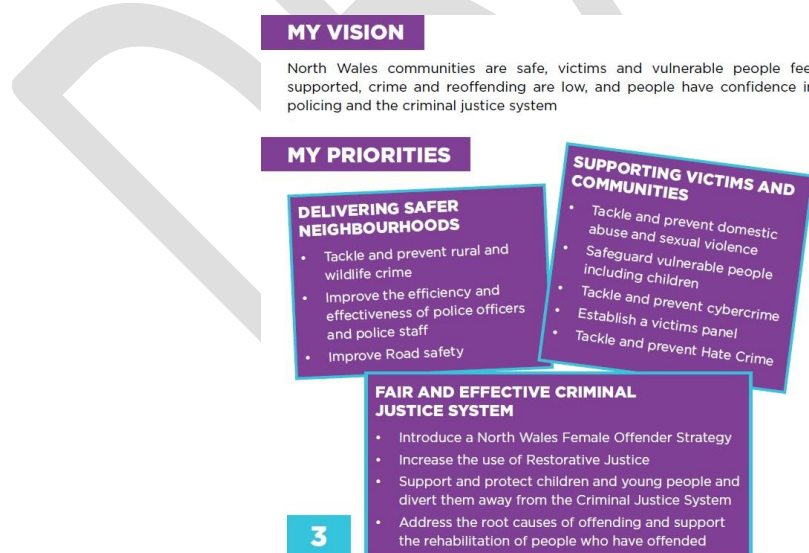 MY VISION
North Wales communities are safe, victims and vulnerable people fee
supported, crime and reoffending are low, and people have confidence in
policing and the criminal justice system
MY PRIORITIES
DELIVERING SAFER
NEIGHBOURHOODS
• Tackle and prevent rural and
wildlife crime
• Improve the efficiency and
effectiveness of police officers
and police staff
• Improve Road safety
SUPPORTING VICTIMS AND
COMMUNITIES
• Tackle and prevent domestic
abuse and sexual violence
• Safeguard vulnerable people
including children
• Tackle and prevent cybercrime
• Establish a victims panel
• Tackle and prevent Hate Crime
FAIR AND EFFECTIVE CRIMINAL
JUSTICE SYSTEM
• Introduce a North Wales Female Offender Strategy
• Increase the use of Restorative Justice
• Support and protect children and young people and
divert them away from the Criminal Justice System
• Address the root causes of offending and support
the rehabilitation of people who have offended
3